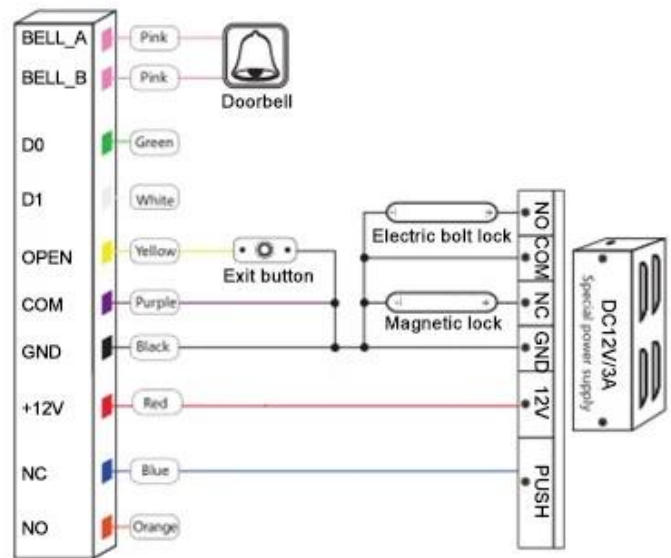 BELL_A
Pink
BELL_B
Pink
Doorbell
D0
Green
D1
White
OPEN
Yellow
Exit button
COM
Purple
GND
Black
+12V
Red
NC
Blue
NO
Orange
Electric bolt lock
Magnetic lock
NO
COM
NC
GND
12V
PUSH
DC12V/3A
Special power supply